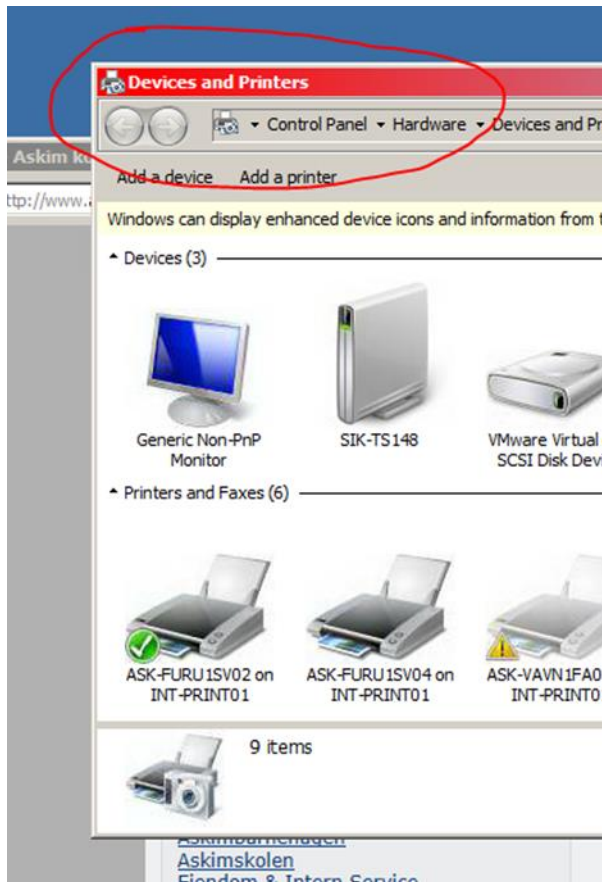 Devices and Printers
Control Panel Hardware Devices and Pr
Askim k
ttp://www.
Add a device Add a printer
Windows can display enhanced device icons and information from t
Devices (3)
Generic Non-PnP
Monitor
SIK-TS148
VMware Virtual
SCSI Disk Devi
Printers and Faxes (6)
ASK-FURU1SV02 on
INT-PRINT01
ASK-FURU1SV04 on
INT-PRINT01
ASK-VAVN1FA0
INT-PRINT0
9 items
Askimbarnehagen
Askimskolen
Eiendom & Intern Service